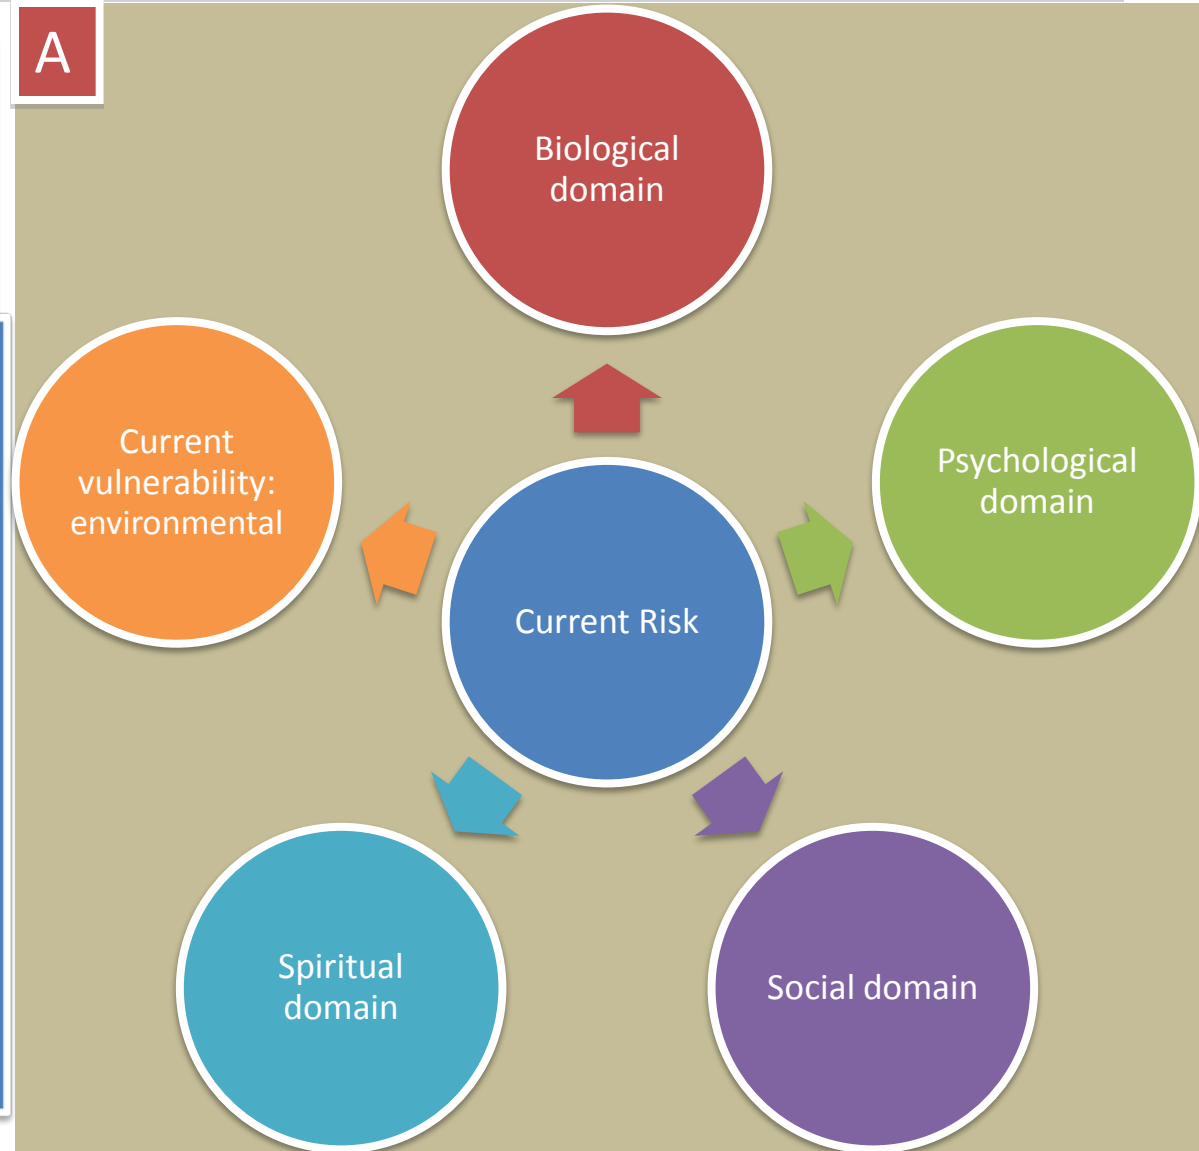 A
Biological
domain
Current
vulnerability:
environmental
Psychological
domain
Current Risk
Spiritual
domain
Social domain